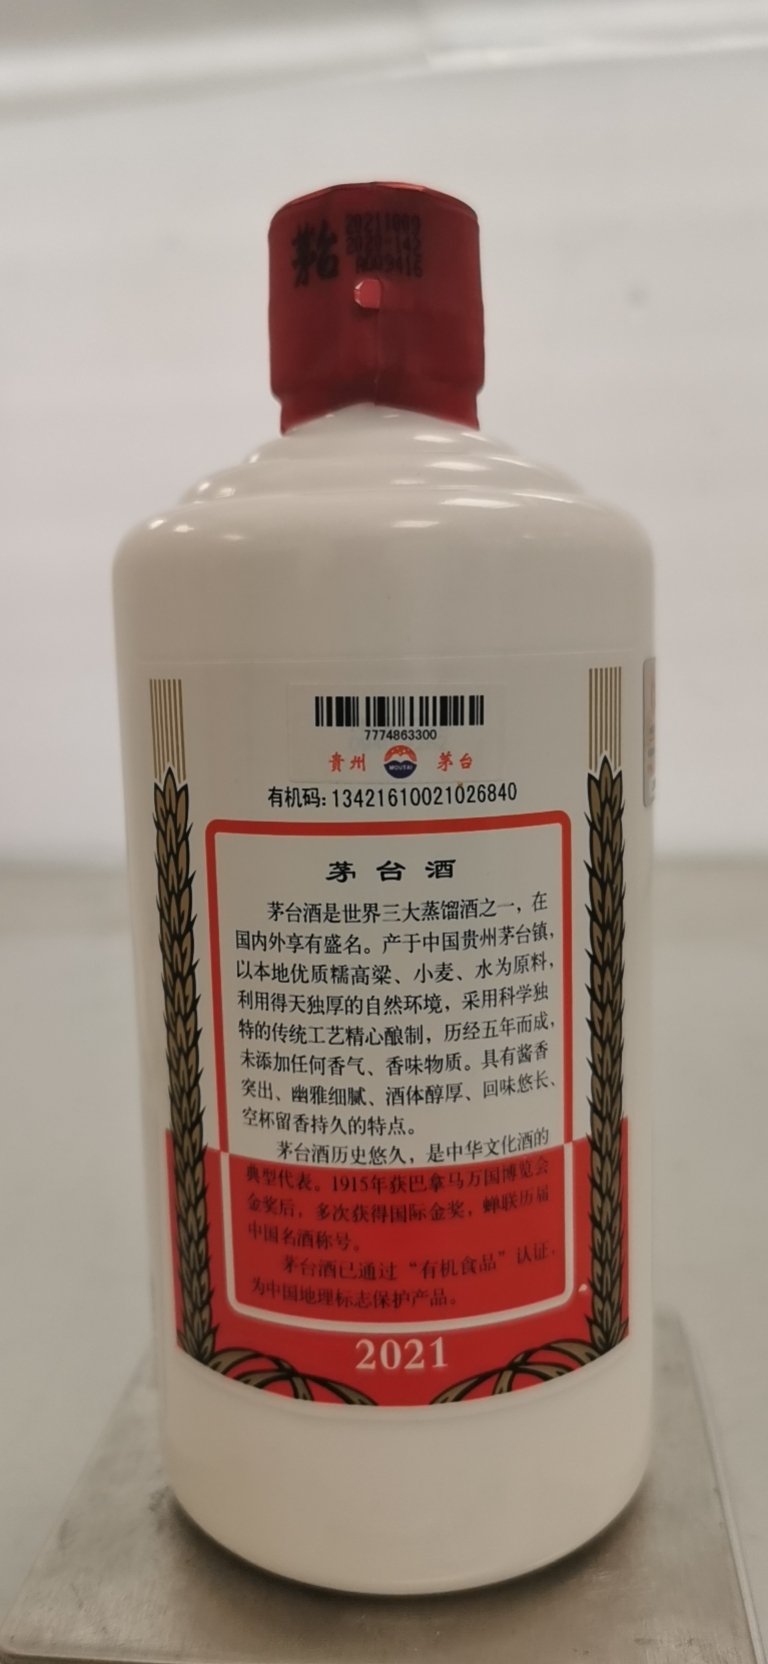 茅台
20211009
2020-142
A009416
7774863300
贵州 MOUTAI 茅台
有机码:13421610021026840
茅台酒
茅台酒是世界三大蒸馏酒之一，在
国内外享有盛名。产于中国贵州茅台镇，
以本地优质糯高粱、小麦、水为原料，
利用得天独厚的自然环境，采用科学独
特的传统工艺精心酿制，历经五年而成，
未添加任何香气、香味物质。具有酱香
突出、幽雅细腻、酒体醇厚、回味悠长、
空杯留香持久的特点。
茅台酒历史悠久，是中华文化酒的
典型代表。1915年获巴拿马万国博览会
金奖后，多次获得国际金奖，蝉联历届
中国名酒称号。
茅台酒已通过“有机食品”认证，
为中国地理标志保护产品。
2021